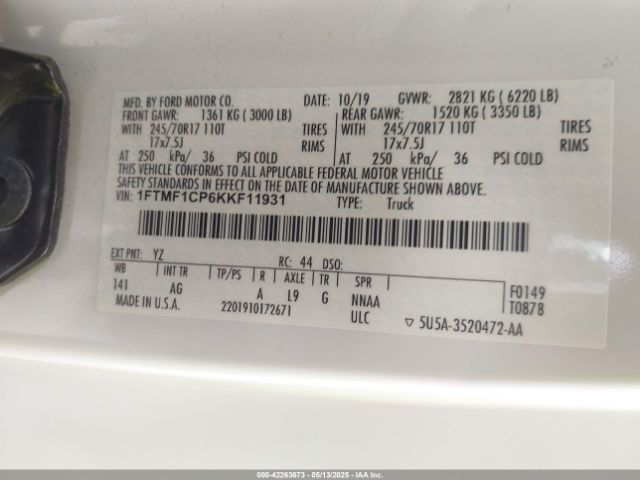 MFD. BY FORD MOTOR CO. DATE: 10/19 GVWR: 2821 KG ( 6220 LB)
FRONT GAWR: 1361 KG ( 3000 LB) REAR GAWR: 1520 KG ( 3350 LB)
WITH 245/70R17 110T TIRES WITH 245/70R17 110T TIRES
17x7.5J RIMS 17x7.5J RIMS
AT 250 kPa/ 36 PSI COLD AT 250 kPa/ 36 PSI COLD
THIS VEHICLE CONFORMS TO ALL APPLICABLE FEDERAL MOTOR VEHICLE
SAFETY STANDARDS IN EFFECT ON THE DATE OF MANUFACTURE SHOWN ABOVE.
VIN: 1FTMF1CP6KKF11931 TYPE: Truck
EXT PNT: YZ RC: 44 DSO:
WB INT TR TP/PS R AXLE TR SPR
141 AG A L9 G NNAA F0149
MADE IN U.S.A. 2201910172671 ULC T0878
▽ 5U5A-3520472-AA
000-42263673 - 05/13/2025 - IAA Inc.